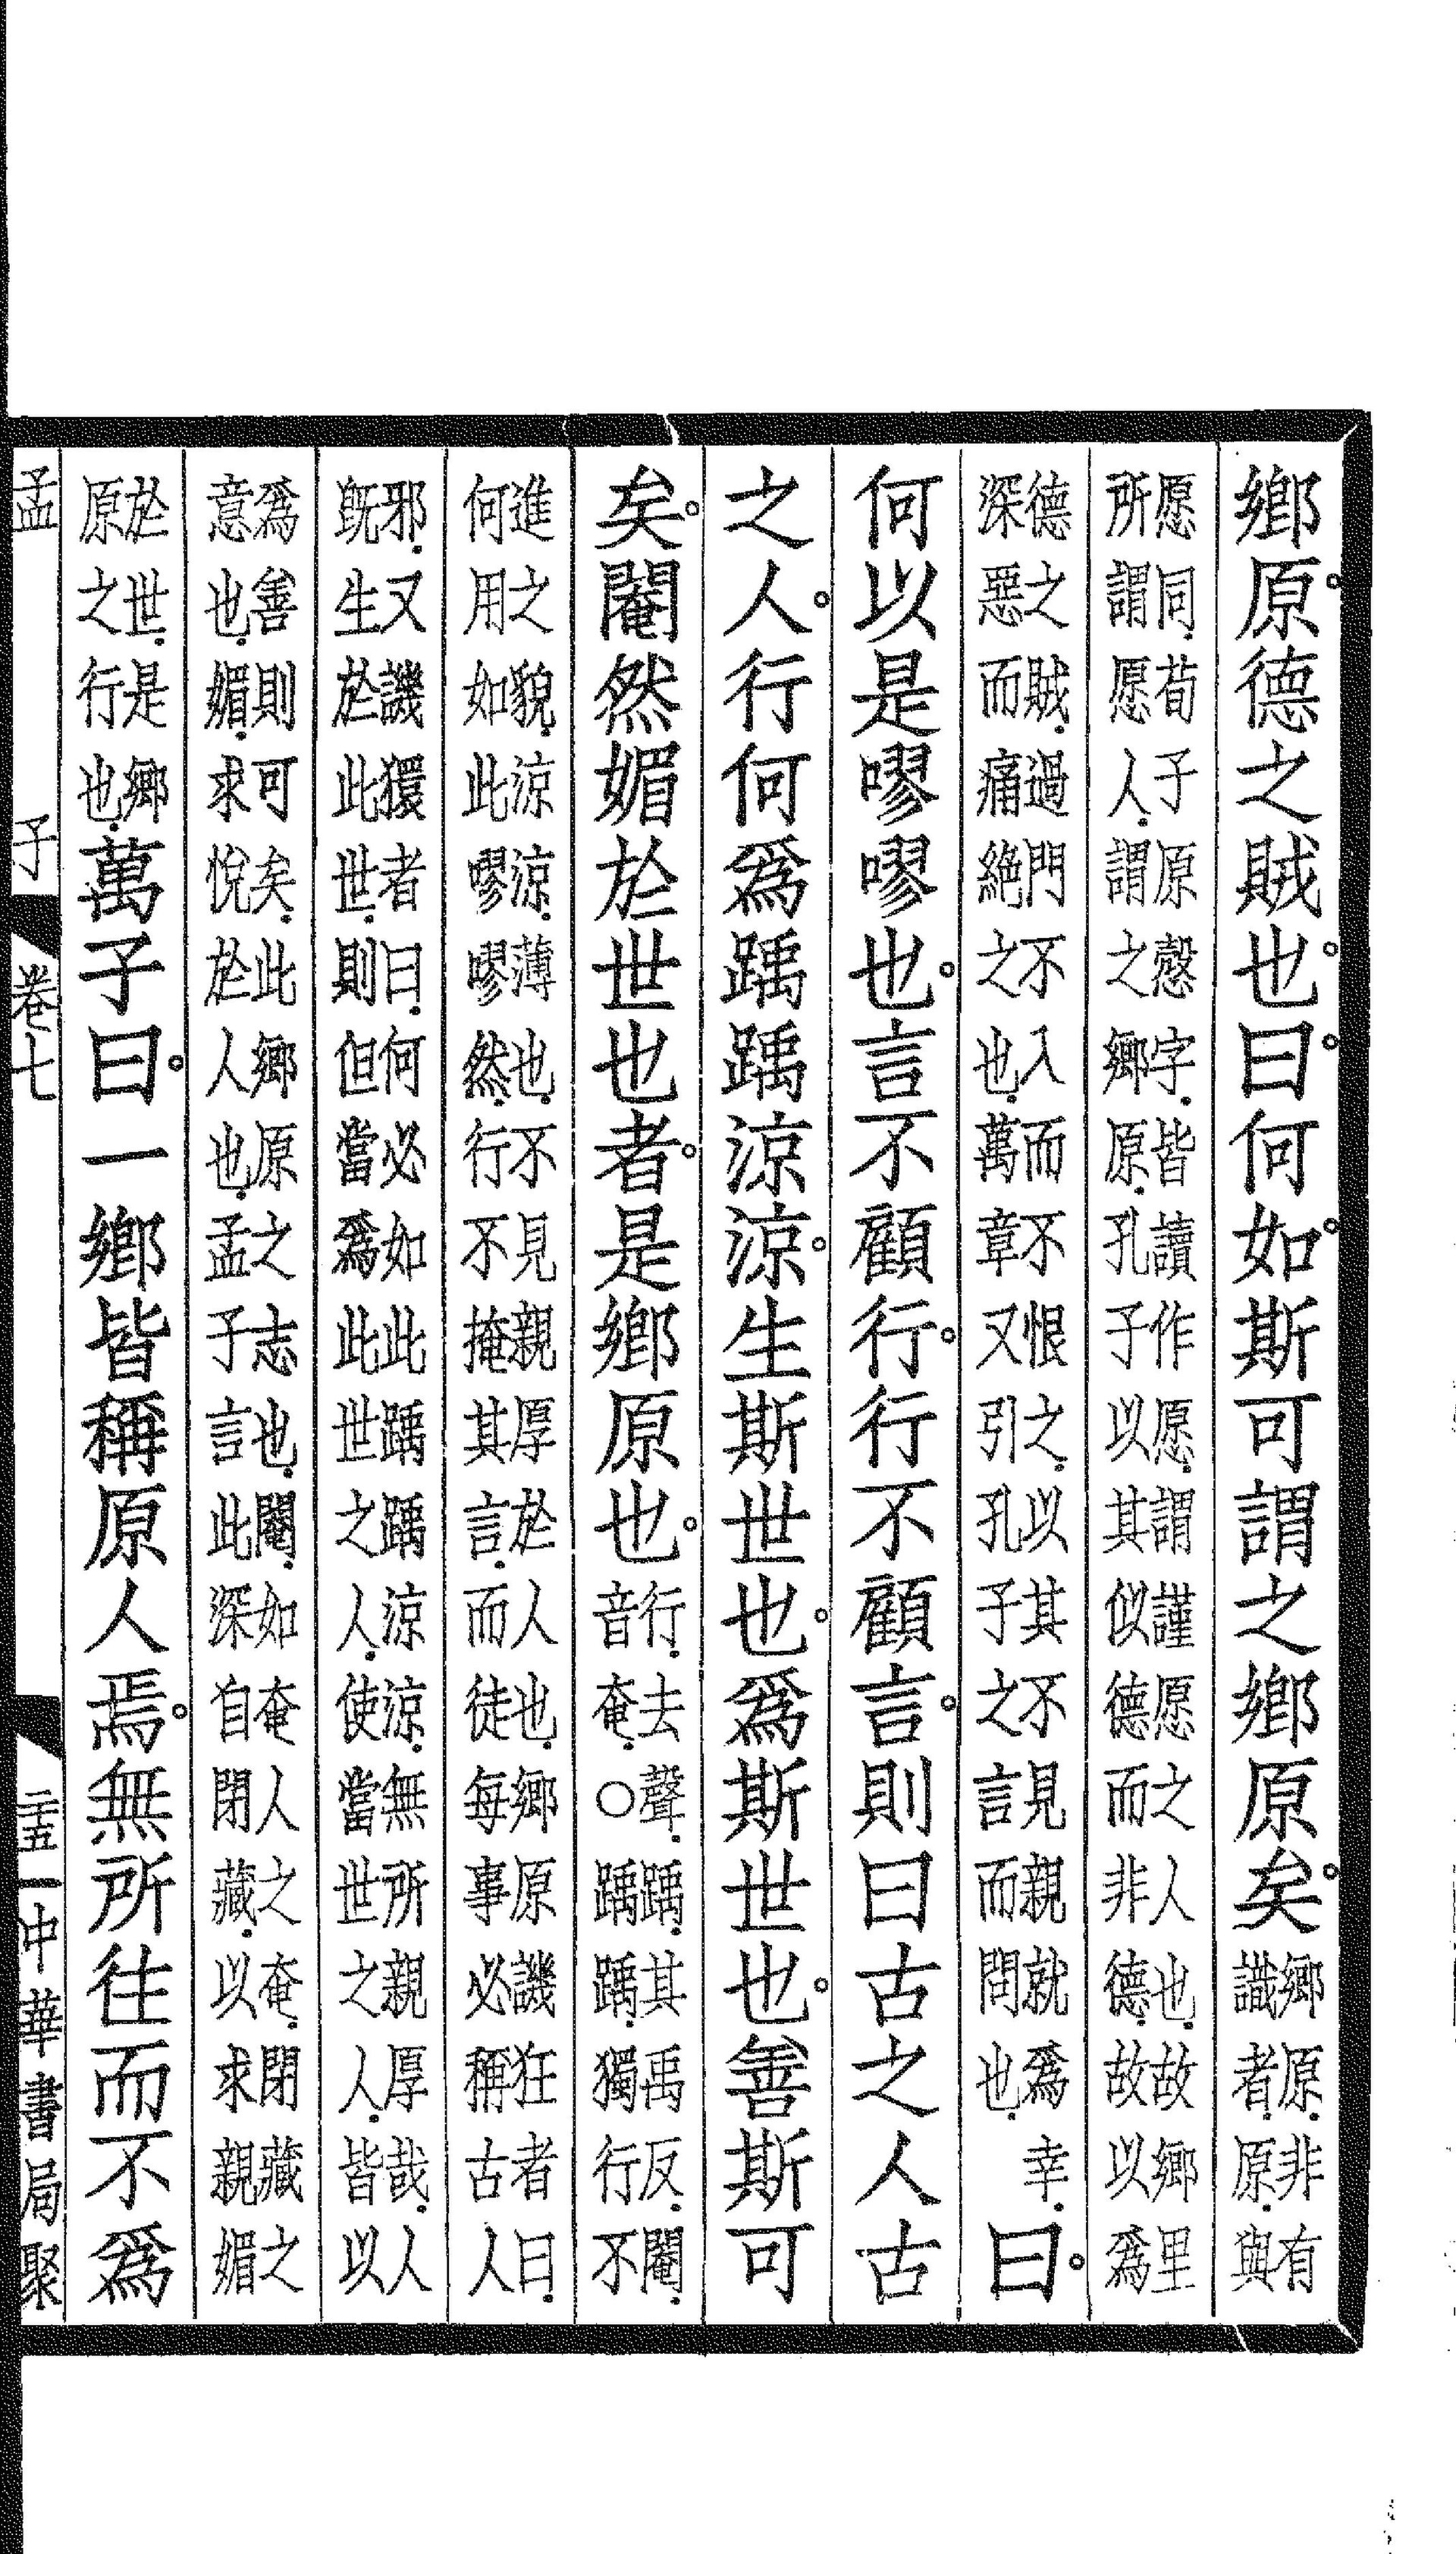 鄉原。德之賊也。曰。何如。斯可謂之鄉原矣。
鄉原.非有
識者.原.與
愿同.荀子原愨字.皆讀作愿.謂謹愿之人也.故鄉里
所謂愿人.謂之鄉原.孔子以其似德而非德.故以爲
德之賊.過門不入而不恨之.以其不見親就爲幸.
深惡而痛絕之也.萬章又引孔子之言而問也.
曰。
何以是嘐嘐也。言不顧行。行不顧言。則曰古之人古
之人。行何爲踽踽涼涼。生斯世也。爲斯世也。善斯可
矣。閹然媚於世也者。是鄉原也。
行.去聲.踽.其禹反.閹.
音奄.○踽踽.獨行不
進之貌.涼涼.薄也.不見親厚於人也.鄉原譏狂者曰.
何用如此嘐嘐然.行不掩其言.而徒每事必稱古人
邪.又譏獧者曰.何必如此踽踽涼涼.無所親厚哉.人
旣生於此世.則但當爲此世之人.使當世之人.皆以
爲善則可矣.此鄉原之志也.閹.如奄人之奄.閉藏之
意也.媚.求悅於人也.孟子言此深自閉藏.以求親媚
於世.是鄉
原之行也.
萬子曰。一鄉皆稱原人焉。無所往而不爲
孟子 卷七 二十五 中華書局聚